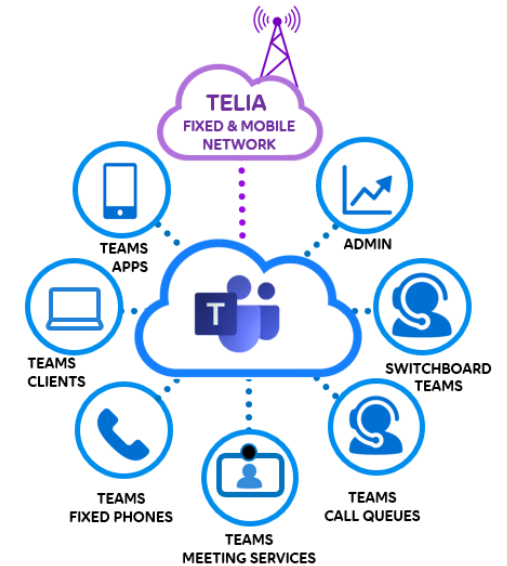 TELIA
FIXED & MOBILE
NETWORK
TEAMS
APPS
ADMIN
T
TEAMS
CLIENTS
SWITCHBOARD
TEAMS
TEAMS
FIXED PHONES
TEAMS
CALL QUEUES
TEAMS
MEETING SERVICES